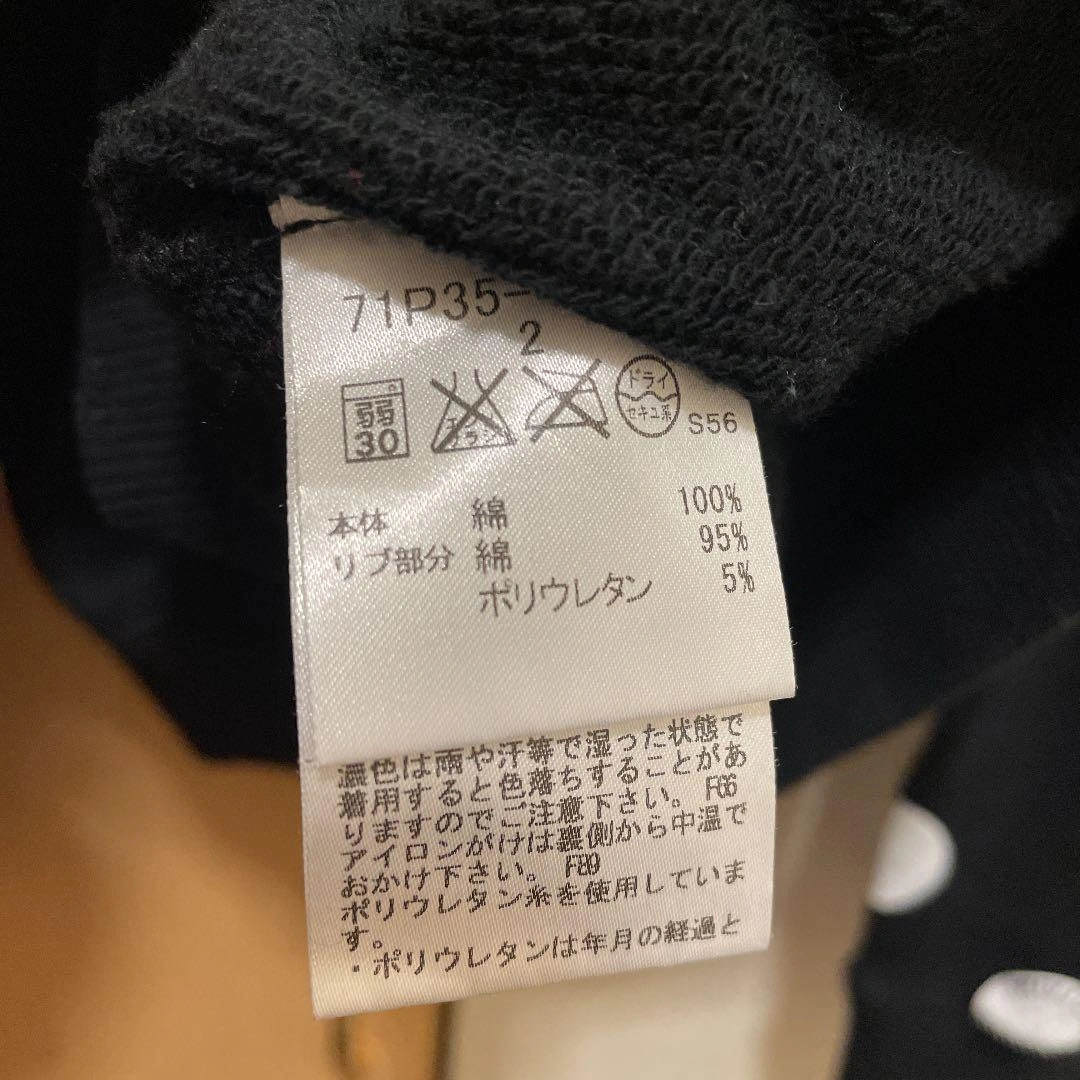 71P35-
2
弱
30
エンソ
サラシ
ドライ
セキユ系
S56
本体 綿 100%
リブ部分 綿 95%
ポリウレタン 5%
濃色は雨や汗等で湿った状態で
着用すると色落ちすることがあ
りますのでご注意下さい。 F66
アイロンがけは裏側から中温で
おかけ下さい。 F89
ポリウレタン糸を使用していま
す。
・ポリウレタンは年月の経過と